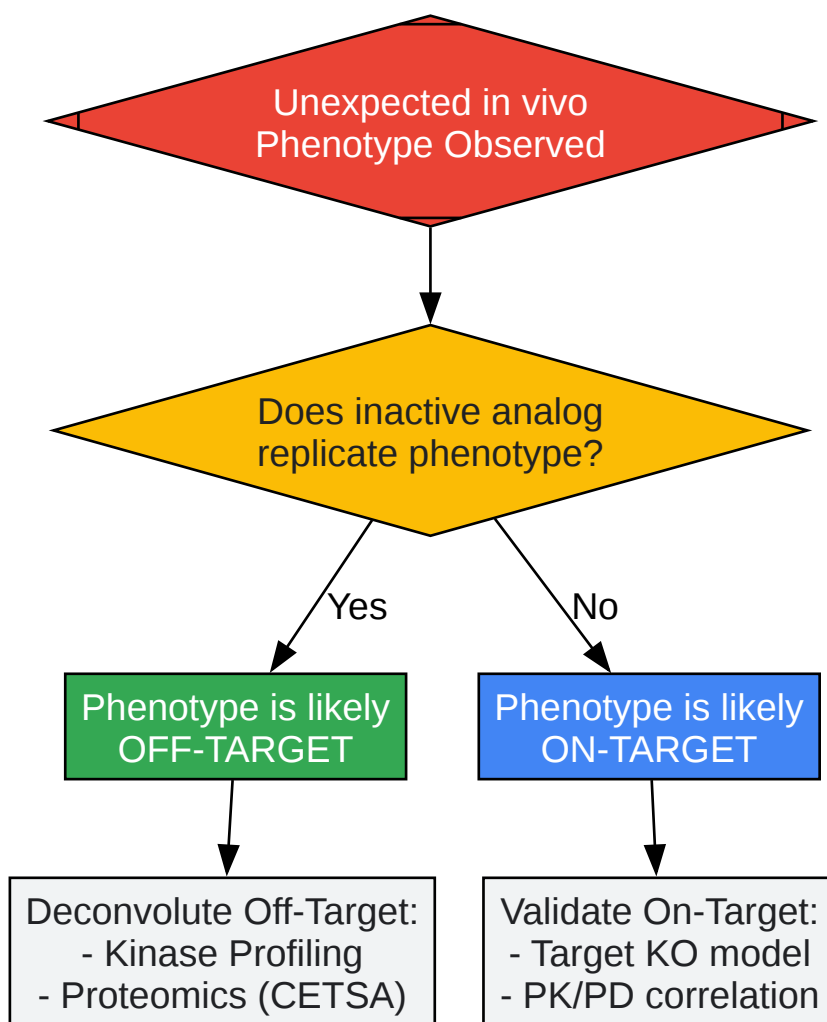 Unexpected in vivo
Phenotype Observed
Does inactive analog
replicate phenotype?
Yes
No
Phenotype is likely
OFF-TARGET
Phenotype is likely
ON-TARGET
Deconvolute Off-Target:
- Kinase Profiling
- Proteomics (CETSA)
Validate On-Target:
- Target KO model
- PK/PD correlation